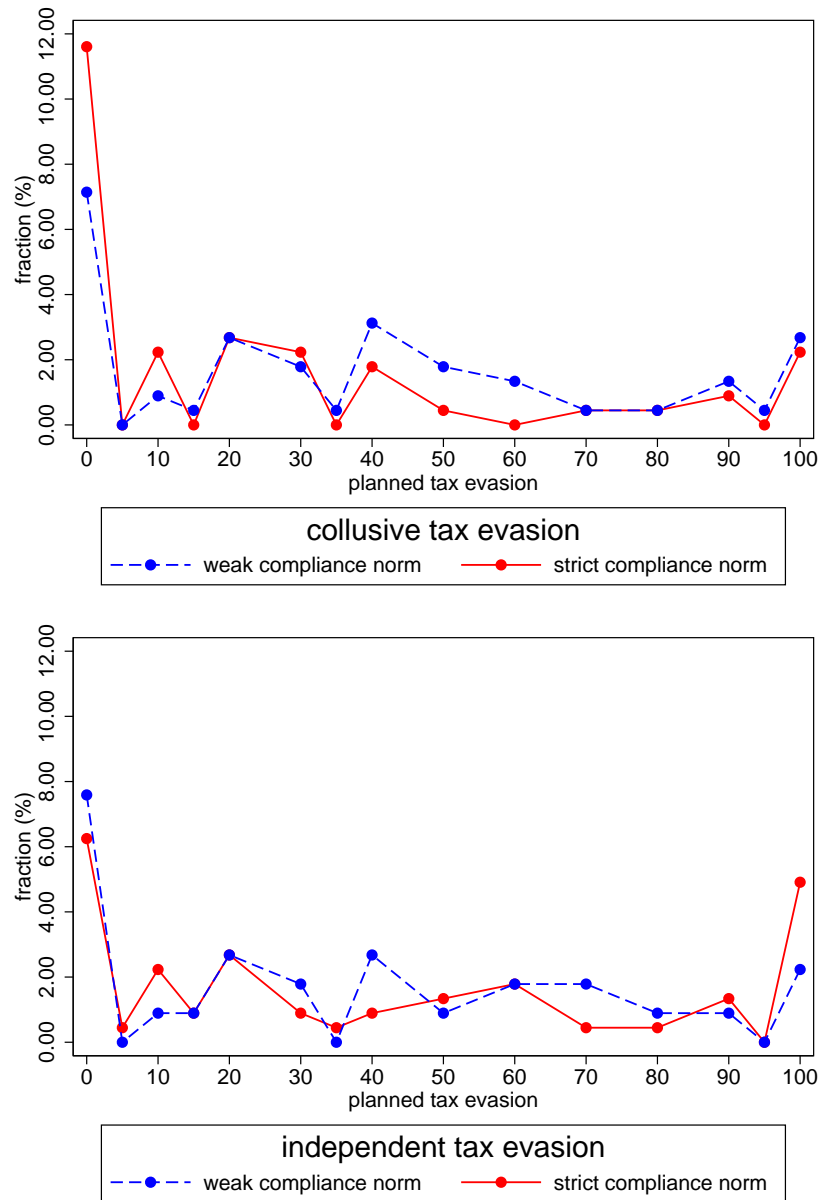 12.00
10.00
8.00
6.00
4.00
2.00
0.00
fraction (%)
0 10 20 30 40 50 60 70 80 90 100
planned tax evasion
collusive tax evasion
weak compliance norm strict compliance norm
12.00
10.00
8.00
6.00
4.00
2.00
0.00
fraction (%)
0 10 20 30 40 50 60 70 80 90 100
planned tax evasion
independent tax evasion
weak compliance norm strict compliance norm